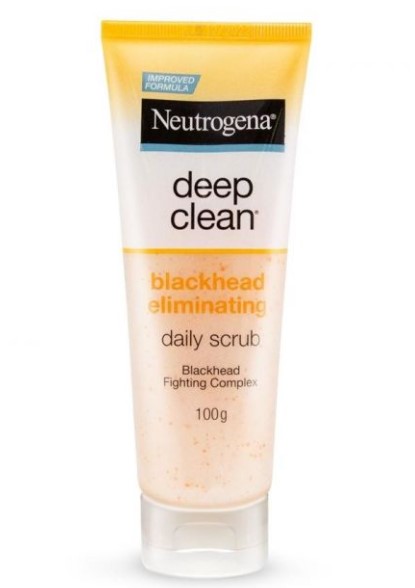 IMPROVED
FORMULA
Neutrogena®
deep
clean®
blackhead
eliminating
daily scrub
Blackhead
Fighting Complex
100g